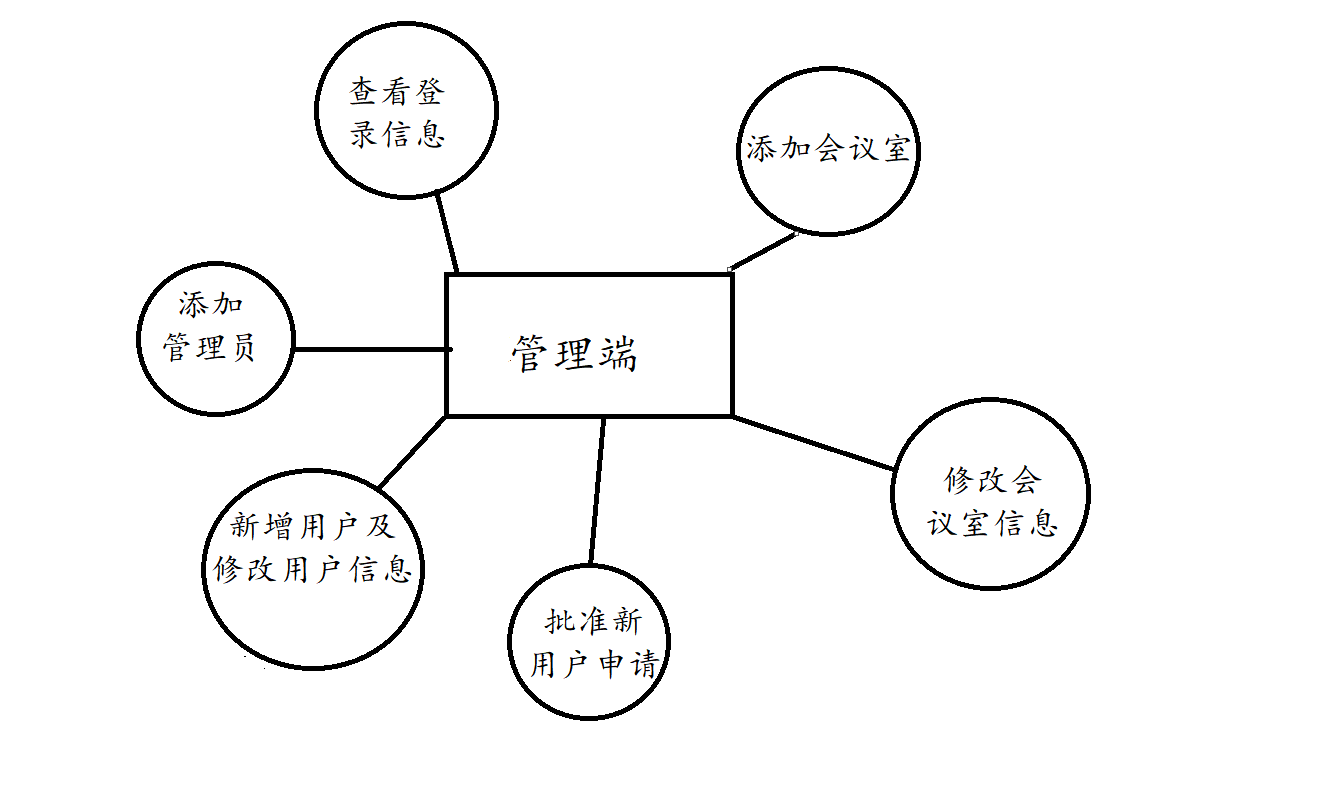 查看登
录信息
添加会议室
添加
管理员
管理端
修改会
议室信息
新增用户及
修改用户信息
批准新
用户申请